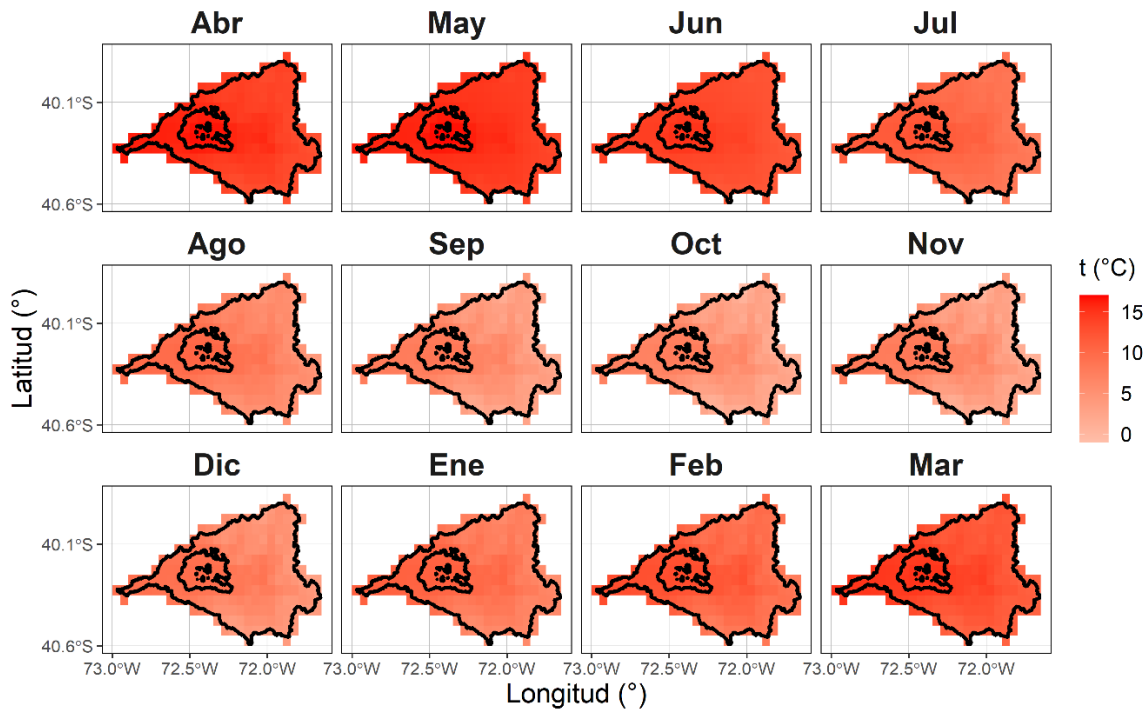 Abr May Jun Jul
40.1°S
40.6°S
Ago Sep Oct Nov
40.1°S
40.6°S
Dic Ene Feb Mar
40.1°S
40.6°S
73.0°W 72.5°W 72.0°W 73.0°W 72.5°W 72.0°W 73.0°W 72.5°W 72.0°W 73.0°W 72.5°W 72.0°W
Longitud (°)
Latitud (°)
t (°C)
15
10
5
0